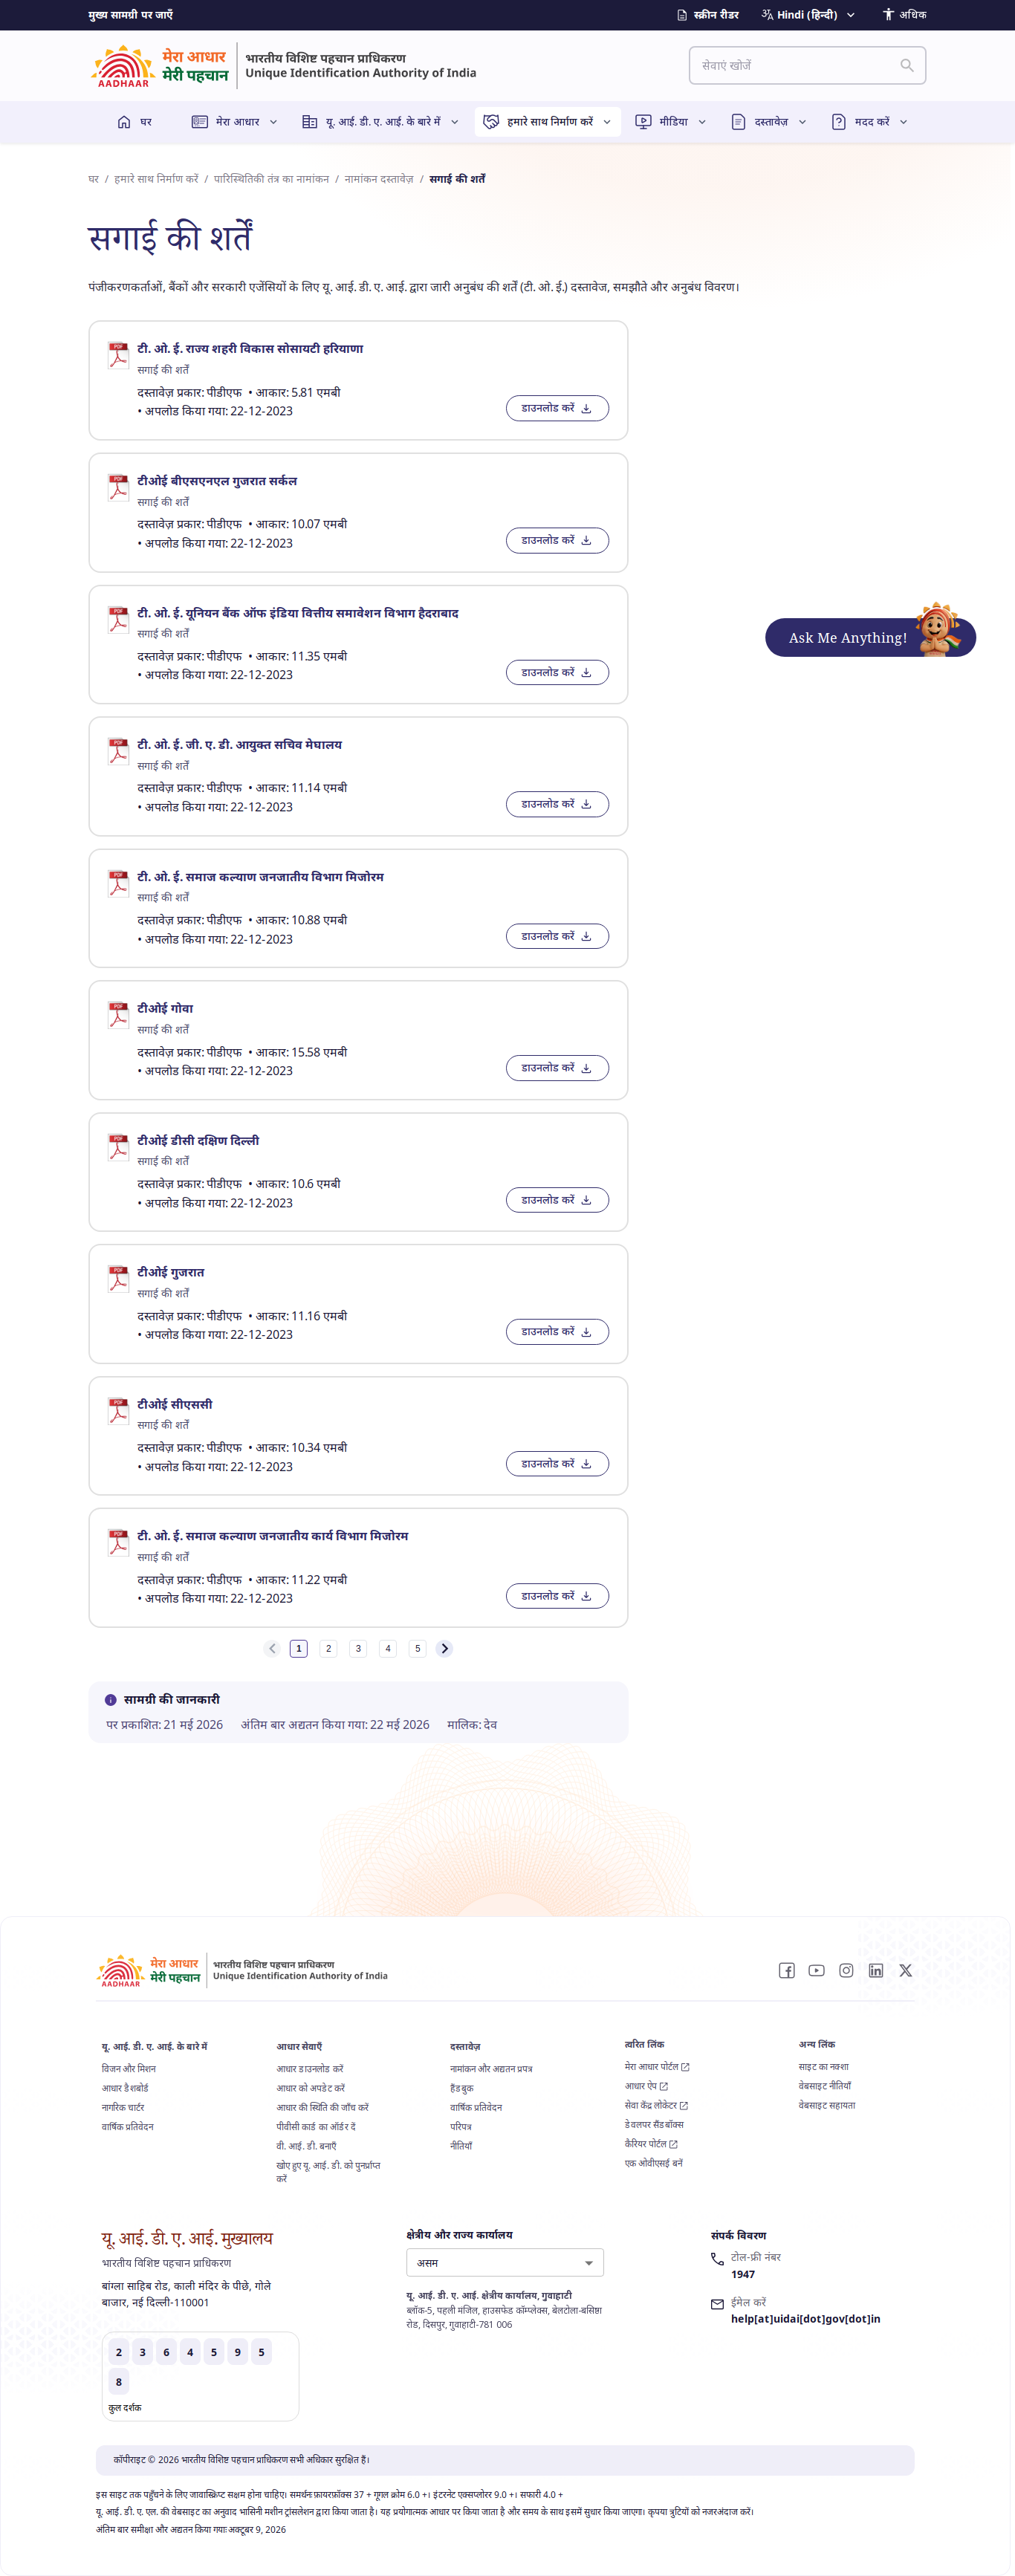 मुख्य सामग्री पर जाएँ
स्क्रीन रीडर
Hindi (हिन्दी)
अधिक
AADHAAR
मेरा आधार
मेरी पहचान
भारतीय विशिष्ट पहचान प्राधिकरण
Unique Identification Authority of India
सेवाएं खोजें
घर
मेरा आधार
यू. आई. डी. ए. आई. के बारे में
हमारे साथ निर्माण करें
मीडिया
दस्तावेज़
मदद करें
घर / हमारे साथ निर्माण करें / पारिस्थितिकी तंत्र का नामांकन / नामांकन दस्तावेज़ / सगाई की शर्तें
सगाई की शर्तें
पंजीकरणकर्ताओं, बैंकों और सरकारी एजेंसियों के लिए यू. आई. डी. ए. आई. द्वारा जारी अनुबंध की शर्तें (टी. ओ. ई.) दस्तावेज, समझौते और अनुबंध विवरण।
PDF
टी. ओ. ई. राज्य शहरी विकास सोसायटी हरियाणा
सगाई की शर्तें
दस्तावेज़ प्रकार: पीडीएफ • आकार: 5.81 एमबी
• अपलोड किया गया: 22-12-2023
डाउनलोड करें
PDF
टीओई बीएसएनएल गुजरात सर्कल
सगाई की शर्तें
दस्तावेज़ प्रकार: पीडीएफ • आकार: 10.07 एमबी
• अपलोड किया गया: 22-12-2023
डाउनलोड करें
PDF
टी. ओ. ई. यूनियन बैंक ऑफ इंडिया वित्तीय समावेशन विभाग हैदराबाद
सगाई की शर्तें
दस्तावेज़ प्रकार: पीडीएफ • आकार: 11.35 एमबी
• अपलोड किया गया: 22-12-2023
डाउनलोड करें
Ask Me Anything!
PDF
टी. ओ. ई. जी. ए. डी. आयुक्त सचिव मेघालय
सगाई की शर्तें
दस्तावेज़ प्रकार: पीडीएफ • आकार: 11.14 एमबी
• अपलोड किया गया: 22-12-2023
डाउनलोड करें
PDF
टी. ओ. ई. समाज कल्याण जनजातीय विभाग मिजोरम
सगाई की शर्तें
दस्तावेज़ प्रकार: पीडीएफ • आकार: 10.88 एमबी
• अपलोड किया गया: 22-12-2023
डाउनलोड करें
PDF
टीओई गोवा
सगाई की शर्तें
दस्तावेज़ प्रकार: पीडीएफ • आकार: 15.58 एमबी
• अपलोड किया गया: 22-12-2023
डाउनलोड करें
PDF
टीओई डीसी दक्षिण दिल्ली
सगाई की शर्तें
दस्तावेज़ प्रकार: पीडीएफ • आकार: 10.6 एमबी
• अपलोड किया गया: 22-12-2023
डाउनलोड करें
PDF
टीओई गुजरात
सगाई की शर्तें
दस्तावेज़ प्रकार: पीडीएफ • आकार: 11.16 एमबी
• अपलोड किया गया: 22-12-2023
डाउनलोड करें
PDF
टीओई सीएससी
सगाई की शर्तें
दस्तावेज़ प्रकार: पीडीएफ • आकार: 10.34 एमबी
• अपलोड किया गया: 22-12-2023
डाउनलोड करें
PDF
टी. ओ. ई. समाज कल्याण जनजातीय कार्य विभाग मिजोरम
सगाई की शर्तें
दस्तावेज़ प्रकार: पीडीएफ • आकार: 11.22 एमबी
• अपलोड किया गया: 22-12-2023
डाउनलोड करें
1 2 3 4 5
सामग्री की जानकारी
पर प्रकाशित: 21 मई 2026 अंतिम बार अद्यतन किया गया: 22 मई 2026 मालिक: देव
AADHAAR
मेरा आधार
मेरी पहचान
भारतीय विशिष्ट पहचान प्राधिकरण
Unique Identification Authority of India
यू. आई. डी. ए. आई. के बारे में
विजन और मिशन
आधार डैशबोर्ड
नागरिक चार्टर
वार्षिक प्रतिवेदन
आधार सेवाएँ
आधार डाउनलोड करें
आधार को अपडेट करें
आधार की स्थिति की जाँच करें
पीवीसी कार्ड का ऑर्डर दें
वी. आई. डी. बनाएँ
खोए हुए यू. आई. डी. को पुनर्प्राप्त
करें
दस्तावेज़
नामांकन और अद्यतन प्रपत्र
हैंडबुक
वार्षिक प्रतिवेदन
परिपत्र
नीतियाँ
त्वरित लिंक
मेरा आधार पोर्टल
आधार ऐप
सेवा केंद्र लोकेटर
डेवलपर सैंडबॉक्स
कैरियर पोर्टल
एक ओवीएसई बनें
अन्य लिंक
साइट का नक्शा
वेबसाइट नीतियाँ
वेबसाइट सहायता
यू. आई. डी. ए. आई. मुख्यालय
भारतीय विशिष्ट पहचान प्राधिकरण
बांग्ला साहिब रोड, काली मंदिर के पीछे, गोले
बाजार, नई दिल्ली-110001
2 3 6 4 5 9 5
8
कुल दर्शक
क्षेत्रीय और राज्य कार्यालय
असम
यू. आई. डी. ए. आई. क्षेत्रीय कार्यालय, गुवाहाटी
ब्लॉक-5, पहली मंजिल, हाउसफेड कॉम्प्लेक्स, बेलटोला-बसिष्ठा
रोड, दिसपुर, गुवाहाटी-781 006
संपर्क विवरण
टोल-फ्री नंबर
1947
ईमेल करें
help[at]uidai[dot]gov[dot]in
कॉपीराइट © 2026 भारतीय विशिष्ट पहचान प्राधिकरण सभी अधिकार सुरक्षित हैं।
इस साइट तक पहुँचने के लिए जावास्क्रिप्ट सक्षम होना चाहिए। समर्थनः फ़ायरफ़ॉक्स 37 + गूगल क्रोम 6.0 +। इंटरनेट एक्सप्लोरर 9.0 +। सफारी 4.0 +
यू. आई. डी. ए. एल. की वेबसाइट का अनुवाद भासिनी मशीन ट्रांसलेशन द्वारा किया जाता है। यह प्रयोगात्मक आधार पर किया जाता है और समय के साथ इसमें सुधार किया जाएगा। कृपया त्रुटियों को नजरअंदाज करें।
अंतिम बार समीक्षा और अद्यतन किया गयाः अक्टूबर 9, 2026